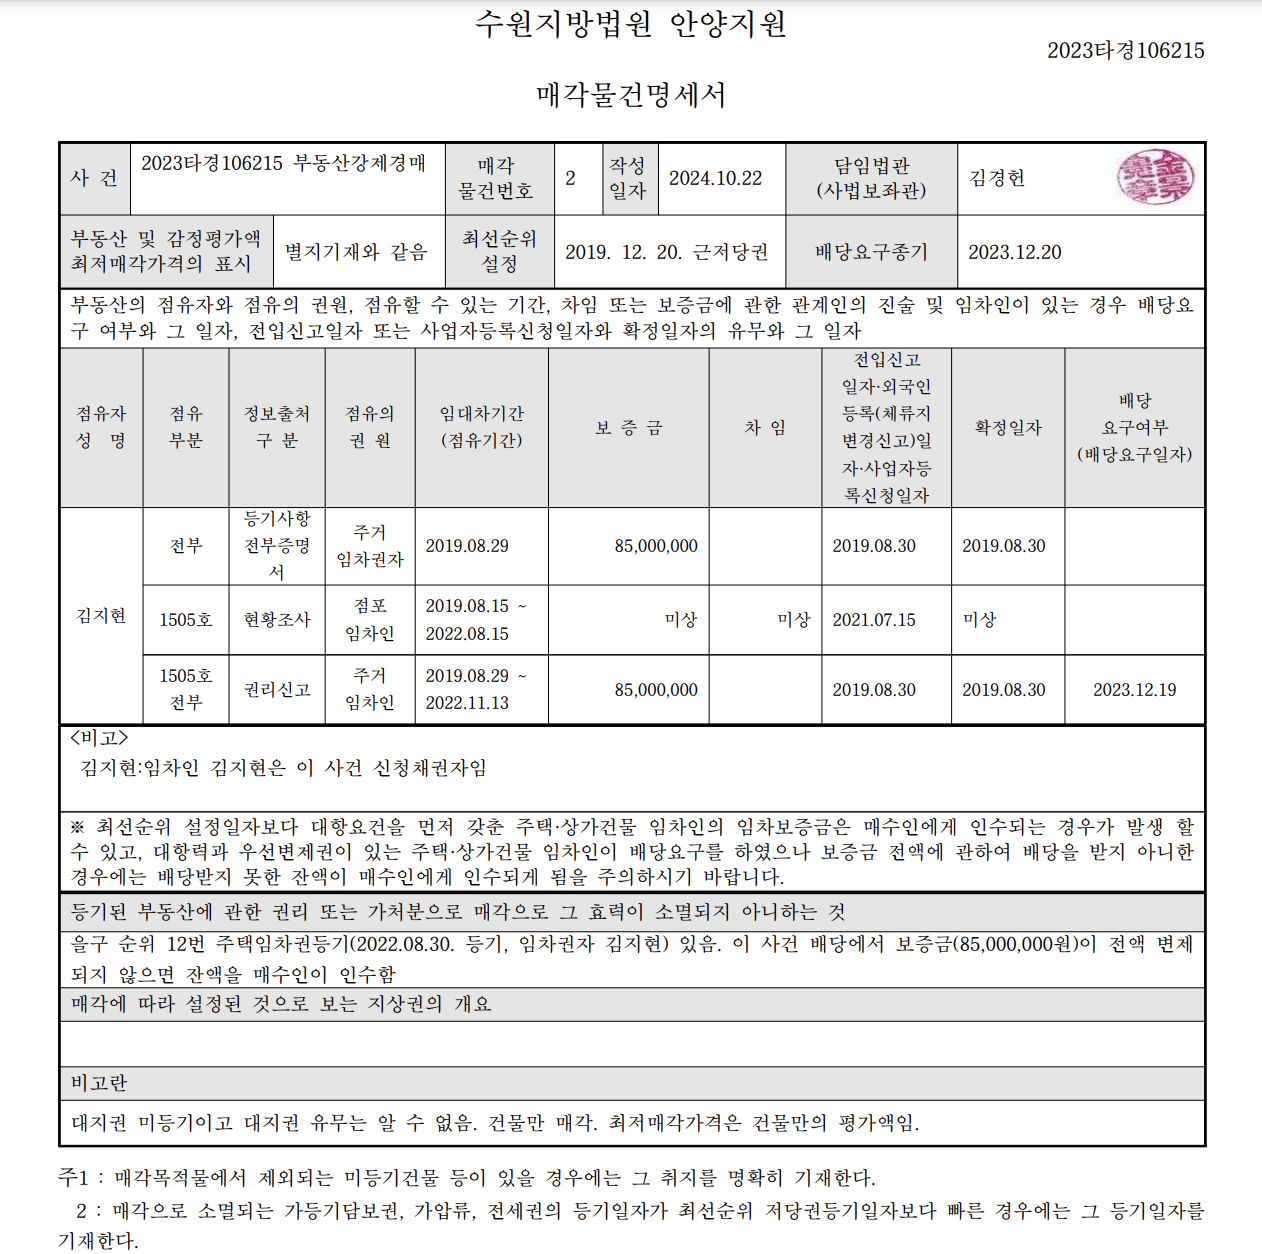 수원지방법원 안양지원
2023타경106215
매각물건명세서
사 건
2023타경106215 부동산강제경매
매각
물건번호
2
작성
일자
2024.10.22
담임법관
(사법보좌관)
김경헌
부동산 및 감정평가액
최저매각가격의 표시
별지기재와 같음
최선순위
설정
2019. 12. 20. 근저당권
배당요구종기
2023.12.20
부동산의 점유자와 점유의 권원, 점유할 수 있는 기간, 차임 또는 보증금에 관한 관계인의 진술 및 임차인이 있는 경우 배당요
구 여부와 그 일자, 전입신고일자 또는 사업자등록신청일자와 확정일자의 유무와 그 일자
점유자
성 명
점유
부분
정보출처
구 분
점유의
권 원
임대차기간
(점유기간)
보 증 금
차 임
전입신고
일자·외국인
등록(체류지
변경신고)일
자·사업자등
록신청일자
확정일자
배당
요구여부
(배당요구일자)
김지현
전부
등기사항
전부증명
서
주거
임차권자
2019.08.29
85,000,000
2019.08.30
2019.08.30
1505호
현황조사
점포
임차인
2019.08.15 ~
2022.08.15
미상
미상
2021.07.15
미상
1505호
전부
권리신고
주거
임차인
2019.08.29 ~
2022.11.13
85,000,000
2019.08.30
2019.08.30
2023.12.19
<비고>
김지현:임차인 김지현은 이 사건 신청채권자임
※ 최선순위 설정일자보다 대항요건을 먼저 갖춘 주택·상가건물 임차인의 임차보증금은 매수인에게 인수되는 경우가 발생 할
수 있고, 대항력과 우선변제권이 있는 주택·상가건물 임차인이 배당요구를 하였으나 보증금 전액에 관하여 배당을 받지 아니한
경우에는 배당받지 못한 잔액이 매수인에게 인수되게 됨을 주의하시기 바랍니다.
등기된 부동산에 관한 권리 또는 가처분으로 매각으로 그 효력이 소멸되지 아니하는 것
을구 순위 12번 주택임차권등기(2022.08.30. 등기, 임차권자 김지현) 있음. 이 사건 배당에서 보증금(85,000,000원)이 전액 변제
되지 않으면 잔액을 매수인이 인수함
매각에 따라 설정된 것으로 보는 지상권의 개요
비고란
대지권 미등기이고 대지권 유무는 알 수 없음. 건물만 매각. 최저매각가격은 건물만의 평가액임.
주1 : 매각목적물에서 제외되는 미등기건물 등이 있을 경우에는 그 취지를 명확히 기재한다.
2 : 매각으로 소멸되는 가등기담보권, 가압류, 전세권의 등기일자가 최선순위 저당권등기일자보다 빠른 경우에는 그 등기일자를
기재한다.